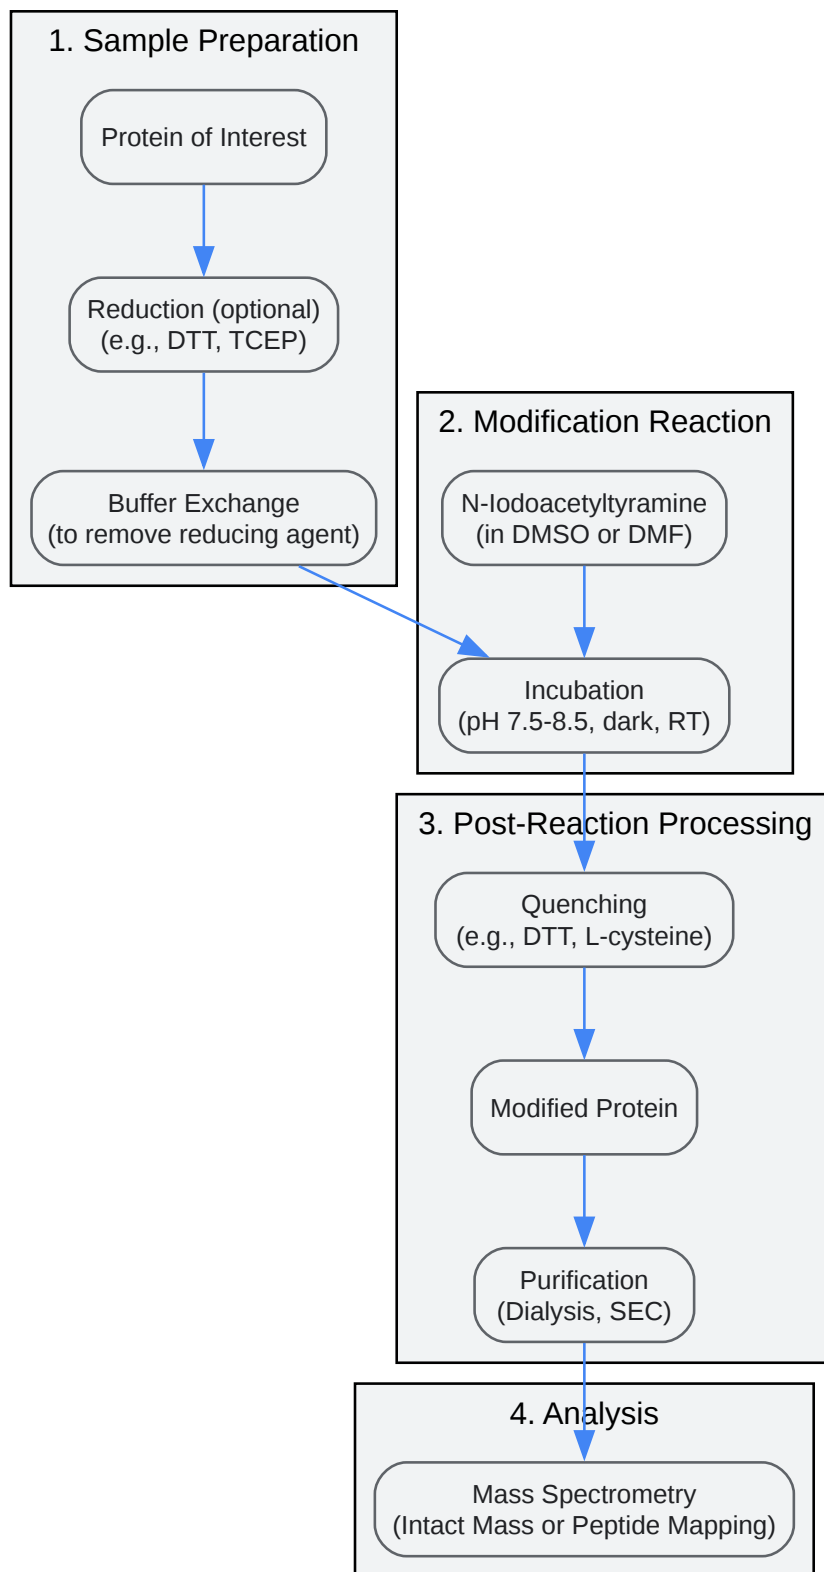 1. Sample Preparation
Protein of Interest
Reduction (optional)
(e.g., DTT, TCEP)
Buffer Exchange
(to remove reducing agent)
2. Modification Reaction
N-Iodoacetyltyramine
(in DMSO or DMF)
Incubation
(pH 7.5-8.5, dark, RT)
3. Post-Reaction Processing
Quenching
(e.g., DTT, L-cysteine)
Modified Protein
Purification
(Dialysis, SEC)
4. Analysis
Mass Spectrometry
(Intact Mass or Peptide Mapping)